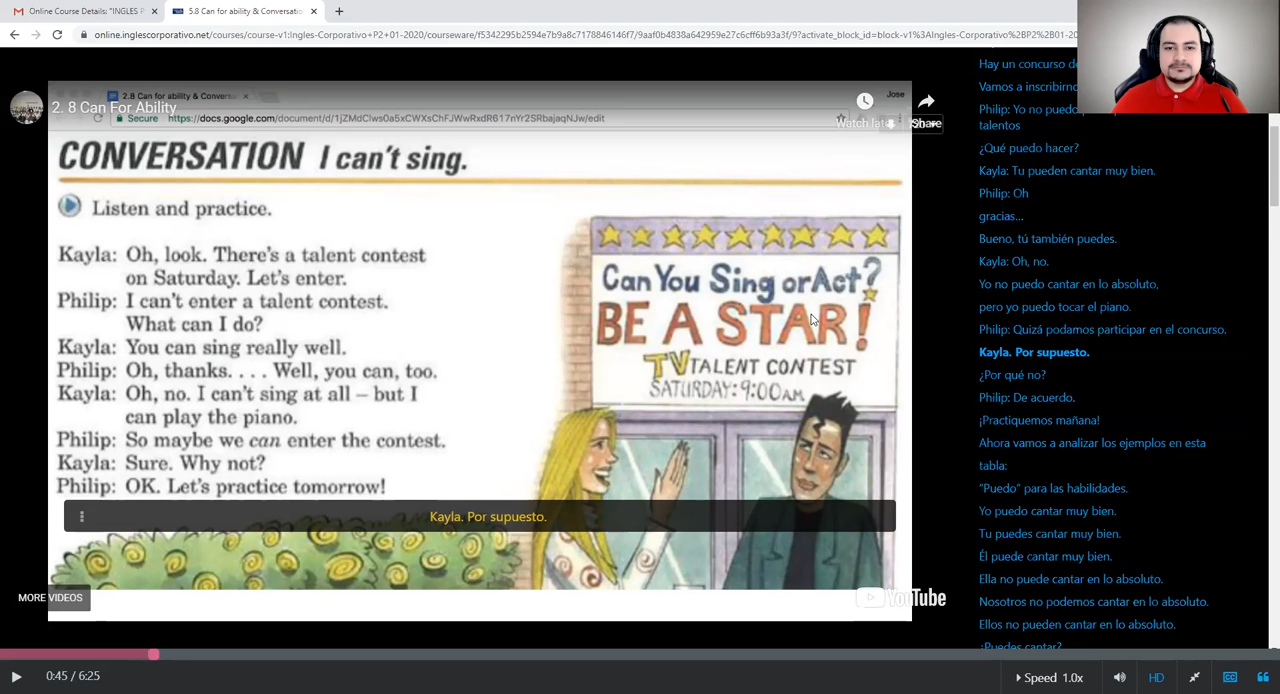 Online Course Details: "INGLES P
5.8 Can for ability & Conversatio
online.inglescorporativo.net/courses/course-v1:Ingles-Corporativo+P2+01-2020/courseware/f5342295b2594e7b9a8c7178846146f7/9aaf0b4838a642959e27c6cff6b93a3f/9?activate_block_id=block-v1%3AIngles-Corporativo%2BP2%2B01-20
2.8 Can for ability & Conversa
Jose
2. 8 Can For Ability
Secure
https://docs.google.com/document/d/1jZMdClws0a5xCWXsChFJWwRxdR617nYr2SRbajaqNJw/edit
Share
CONVERSATION I can't sing.
Listen and practice.
Kayla: Oh, look. There's a talent contest
on Saturday. Let's enter.
Philip: I can't enter a talent contest.
What can I do?
Kayla: You can sing really well.
Philip: Oh, thanks. . . . Well, you can, too.
Kayla: Oh, no. I can't sing at all – but I
can play the piano.
Philip: So maybe we can enter the contest.
Kayla: Sure. Why not?
Philip: OK. Let's practice tomorrow!
Can You Sing or Act?
BE A STAR!
TV TALENT CONTEST
SATURDAY: 9:00 AM
Kayla. Por supuesto.
MORE VIDEOS
YouTube
Hay un concurso de
Vamos a inscribirno
Philip: Yo no puedo
talentos
¿Qué puedo hacer?
Kayla: Tu pueden cantar muy bien.
Philip: Oh
gracias...
Bueno, tú también puedes.
Kayla: Oh, no.
Yo no puedo cantar en lo absoluto,
pero yo puedo tocar el piano.
Philip: Quizá podamos participar en el concurso.
Kayla. Por supuesto.
¿Por qué no?
Philip: De acuerdo.
¡Practiquemos mañana!
Ahora vamos a analizar los ejemplos en esta
tabla:
"Puedo" para las habilidades.
Yo puedo cantar muy bien.
Tu puedes cantar muy bien.
Él puede cantar muy bien.
Ella no puede cantar en lo absoluto.
Nosotros no podemos cantar en lo absoluto.
Ellos no pueden cantar en lo absoluto.
¿Puedes cantar?
0:45 / 6:25
Speed 1.0x
HD
CC